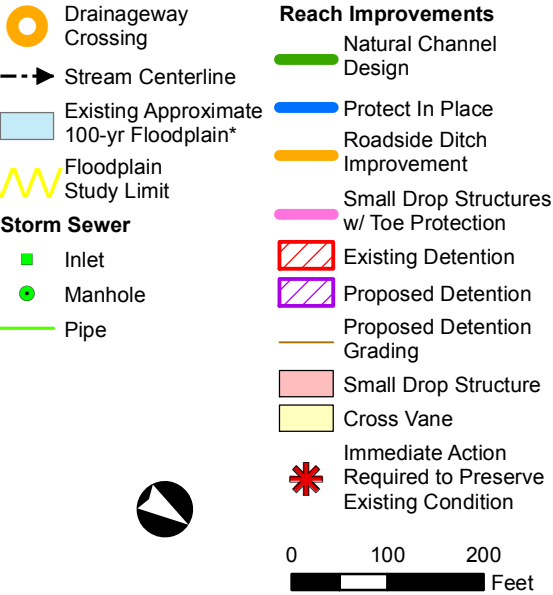 Drainageway
Crossing
Stream Centerline
Existing Approximate
100-yr Floodplain*
Floodplain
Study Limit
Storm Sewer
Inlet
Manhole
Pipe
Reach Improvements
Natural Channel
Design
Protect In Place
Roadside Ditch
Improvement
Small Drop Structures
w/ Toe Protection
Existing Detention
Proposed Detention
Proposed Detention
Grading
Small Drop Structure
Cross Vane
Immediate Action
Required to Preserve
Existing Condition
0 100 200
Feet